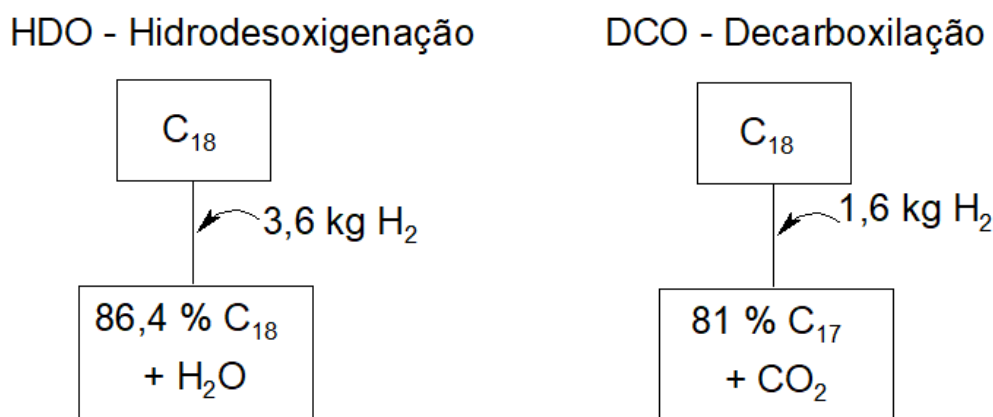 HDO - Hidrodesoxigenação
C₁₈
3,6 kg H₂
86,4 % C₁₈
+ H₂O
DCO - Decarboxilação
C₁₈
1,6 kg H₂
81 % C₁₇
+ CO₂